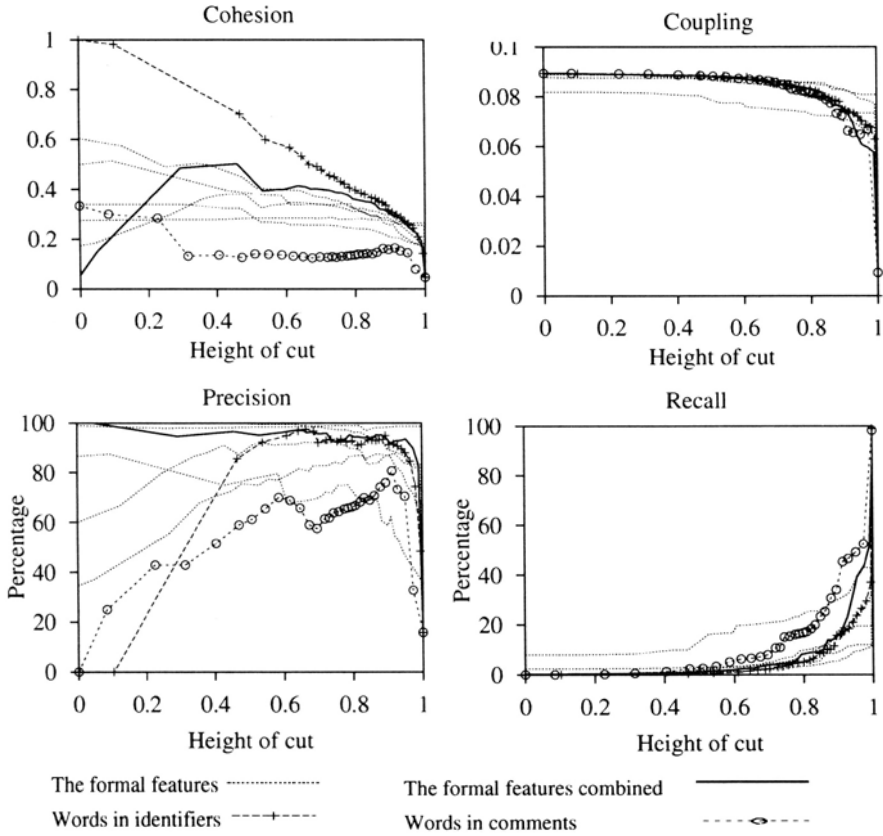 Cohesion
1
0.8
0.6
0.4
0.2
0
0 0.2 0.4 0.6 0.8 1
Height of cut
Coupling
0.1
0.08
0.06
0.04
0.02
0
0 0.2 0.4 0.6 0.8 1
Height of cut
Precision
Percentage
100
80
60
40
20
0
0 0.2 0.4 0.6 0.8 1
Height of cut
Recall
Percentage
100
80
60
40
20
0
0 0.2 0.4 0.6 0.8 1
Height of cut
The formal features
The formal features combined
Words in identifiers
Words in comments